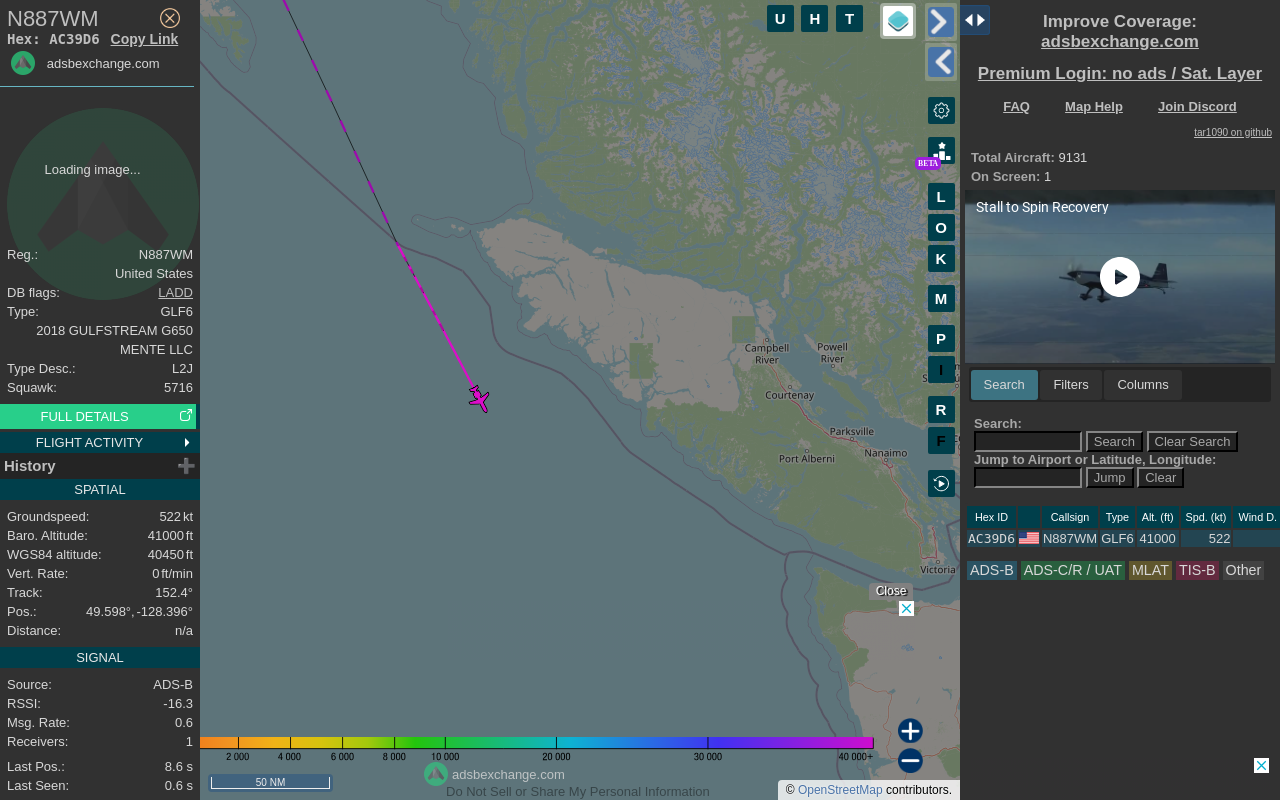 N887WM
Hex: AC39D6 Copy Link
adsbexchange.com
Loading image...
Reg.: N887WM
United States
DB flags: LADD
Type: GLF6
2018 GULFSTREAM G650
MENTE LLC
Type Desc.: L2J
Squawk: 5716
FULL DETAILS
FLIGHT ACTIVITY
History
SPATIAL
Groundspeed: 522 kt
Baro. Altitude: 41000 ft
WGS84 altitude: 40450 ft
Vert. Rate: 0 ft/min
Track: 152.4°
Pos.: 49.598°, -128.396°
Distance: n/a
SIGNAL
Source: ADS-B
RSSI: -16.3
Msg. Rate: 0.6
Receivers: 1
Last Pos.: 8.6 s
Last Seen: 0.6 s
U H T
BETA
L
O
K
M
P
I
R
F
Campbell
River
Powell
River
Courtenay
Parksville
Nanaimo
Port Alberni
Victoria
Close
2 000 4 000 6 000 8 000 10 000 20 000 30 000 40 000+
50 NM
adsbexchange.com
Do Not Sell or Share My Personal Information
© OpenStreetMap contributors.
Improve Coverage:
adsbexchange.com
Premium Login: no ads / Sat. Layer
FAQ Map Help Join Discord
tar1090 on github
Total Aircraft: 9131
On Screen: 1
Stall to Spin Recovery
Search Filters Columns
Search:
Search Clear Search
Jump to Airport or Latitude, Longitude:
Jump Clear
Hex ID Callsign Type Alt. (ft) Spd. (kt) Wind D.
AC39D6 N887WM GLF6 41000 522
ADS-B ADS-C/R / UAT MLAT TIS-B Other